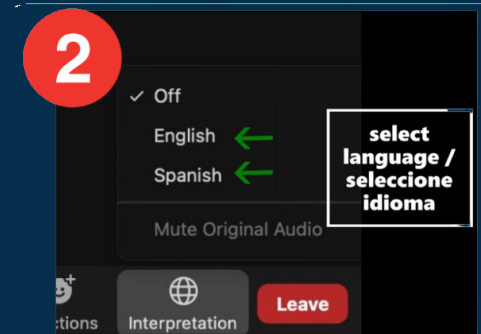 2
✓ Off
English ←
Spanish ←
select
language /
seleccione
idioma
Mute Original Audio
ctions
Interpretation
Leave